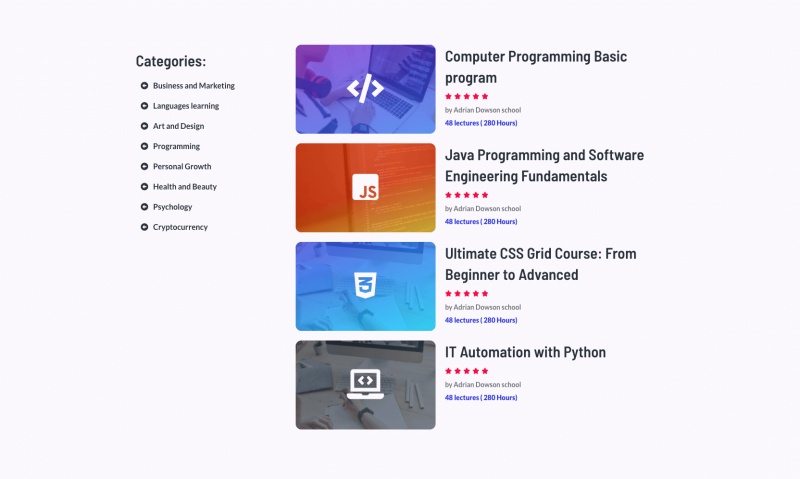 Categories:
Business and Marketing
Languages learning
Art and Design
Programming
Personal Growth
Health and Beauty
Psychology
Cryptocurrency
Computer Programming Basic
program
by Adrian Dowson school
48 lectures ( 280 Hours)
JS
Java Programming and Software
Engineering Fundamentals
by Adrian Dowson school
48 lectures ( 280 Hours)
Ultimate CSS Grid Course: From
Beginner to Advanced
by Adrian Dowson school
48 lectures ( 280 Hours)
IT Automation with Python
by Adrian Dowson school
48 lectures ( 280 Hours)